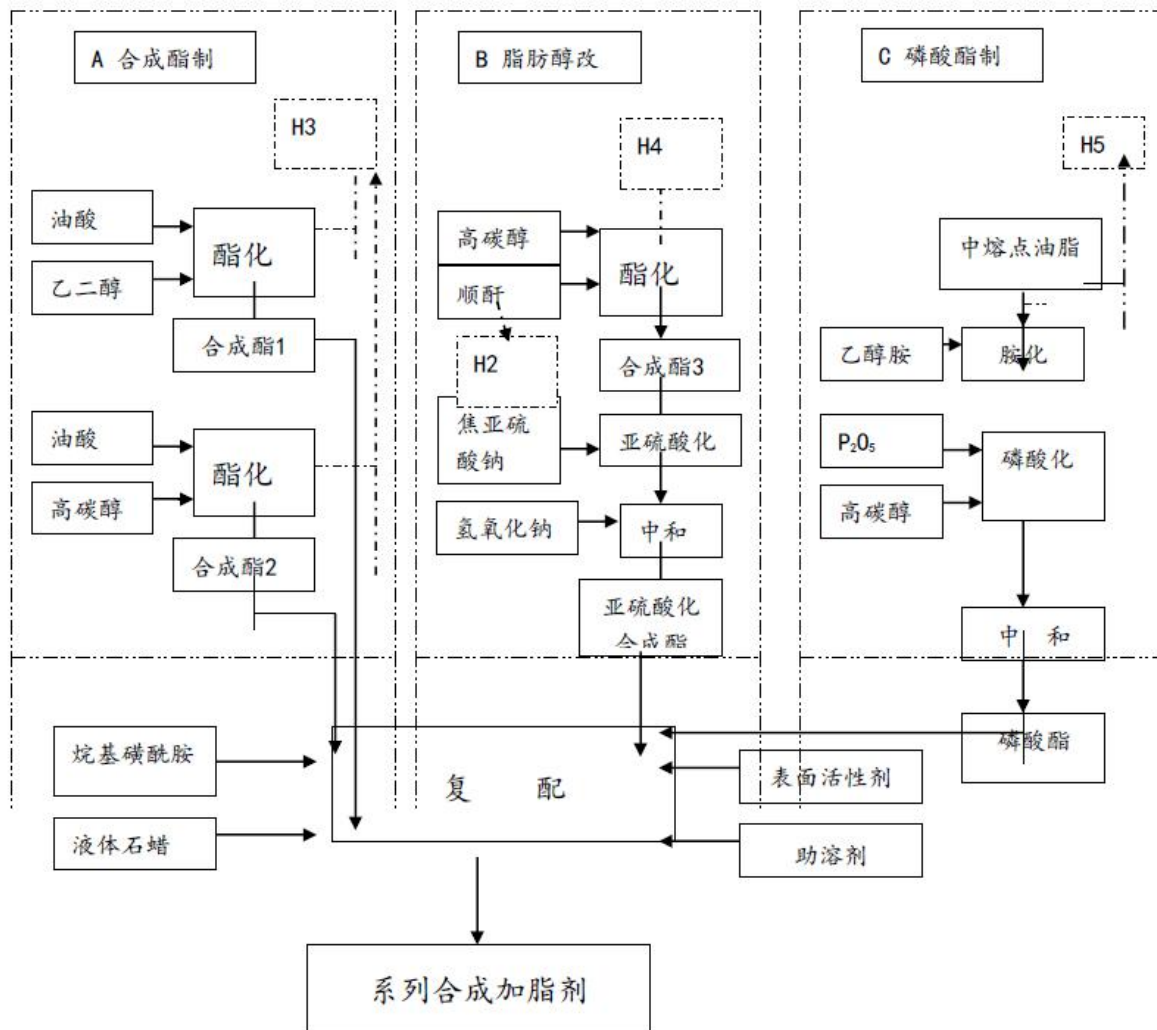 A 合成酯制
B 脂肪醇改
C 磷酸酯制
H3
H4
H5
油酸
乙二醇
酯化
合成酯1
油酸
高碳醇
酯化
合成酯2
高碳醇
顺酐
酯化
H2
合成酯3
焦亚硫
酸钠
亚硫酸化
氢氧化钠
中和
亚硫酸化
合成酯
中熔点油脂
乙醇胺
胺化
P₂O₅
磷酸化
高碳醇
中 和
磷酸酯
烷基磺酰胺
液体石蜡
复 配
表面活性剂
助溶剂
系列合成加脂剂